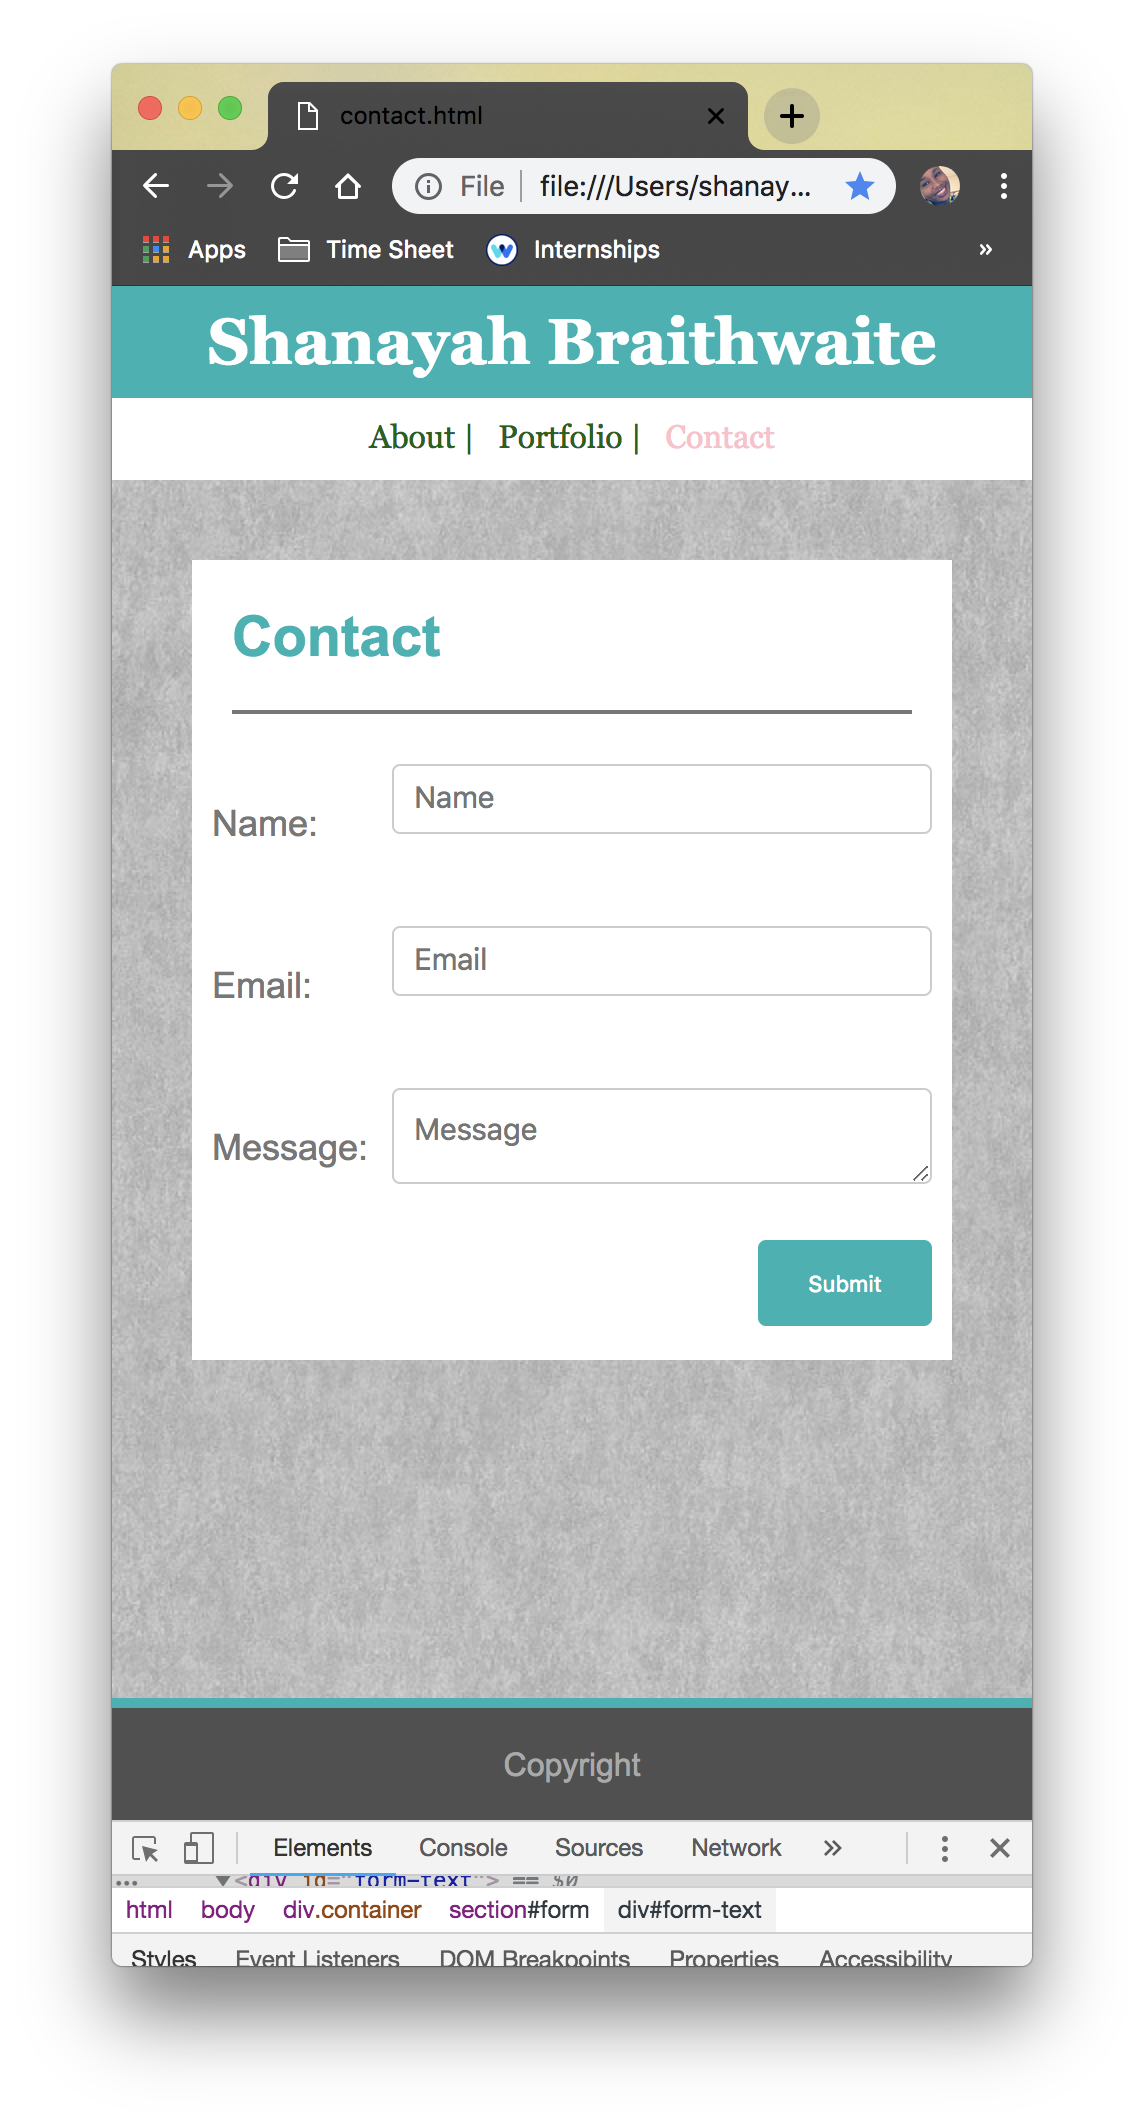 contact.html
File file:///Users/shanay...
Apps Time Sheet Internships »
Shanayah Braithwaite
About | Portfolio | Contact
Contact
Name: Name
Email: Email
Message: Message
Submit
Copyright
Elements Console Sources Network »
... ▼<div id="form-text"> == $0
html body div.container section#form div#form-text
Styles Event Listeners DOM Breakpoints Properties Accessibility